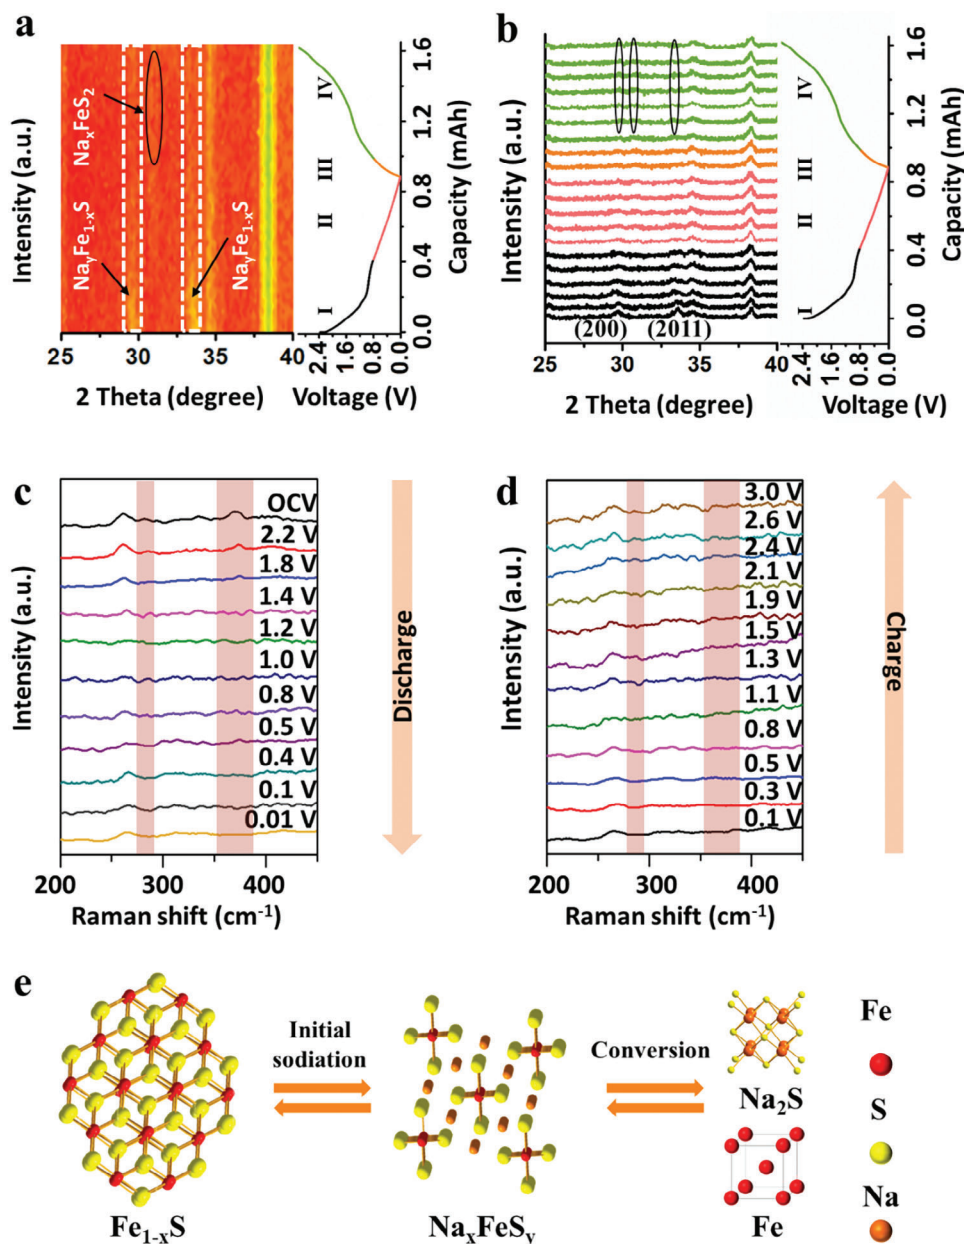 a
Intensity (a.u.)
NaxFeS2
NayFe1-xS
NayFe1-xS
25
30
35
40
2 Theta (degree)
I
II
III
IV
2.4
1.6
0.8
0.0
Voltage (V)
0.0
0.4
0.8
1.2
1.6
Capacity (mAh)
b
Intensity (a.u.)
(200)
(2011)
25
30
35
40
2 Theta (degree)
I
II
III
IV
2.4
1.6
0.8
0.0
Voltage (V)
0.0
0.4
0.8
1.2
1.6
Capacity (mAh)
c
Intensity (a.u.)
OCV
2.2 V
1.8 V
1.4 V
1.2 V
1.0 V
0.8 V
0.5 V
0.4 V
0.1 V
0.01 V
200
300
400
Raman shift (cm-1)
Discharge
d
Intensity (a.u.)
3.0 V
2.6 V
2.4 V
2.1 V
1.9 V
1.5 V
1.3 V
1.1 V
0.8 V
0.5 V
0.3 V
0.1 V
200
300
400
Raman shift (cm-1)
Charge
e
Initial
sodiation
Conversion
Fe1-xS
NaxFeSy
Na2S
Fe
Fe
S
Na